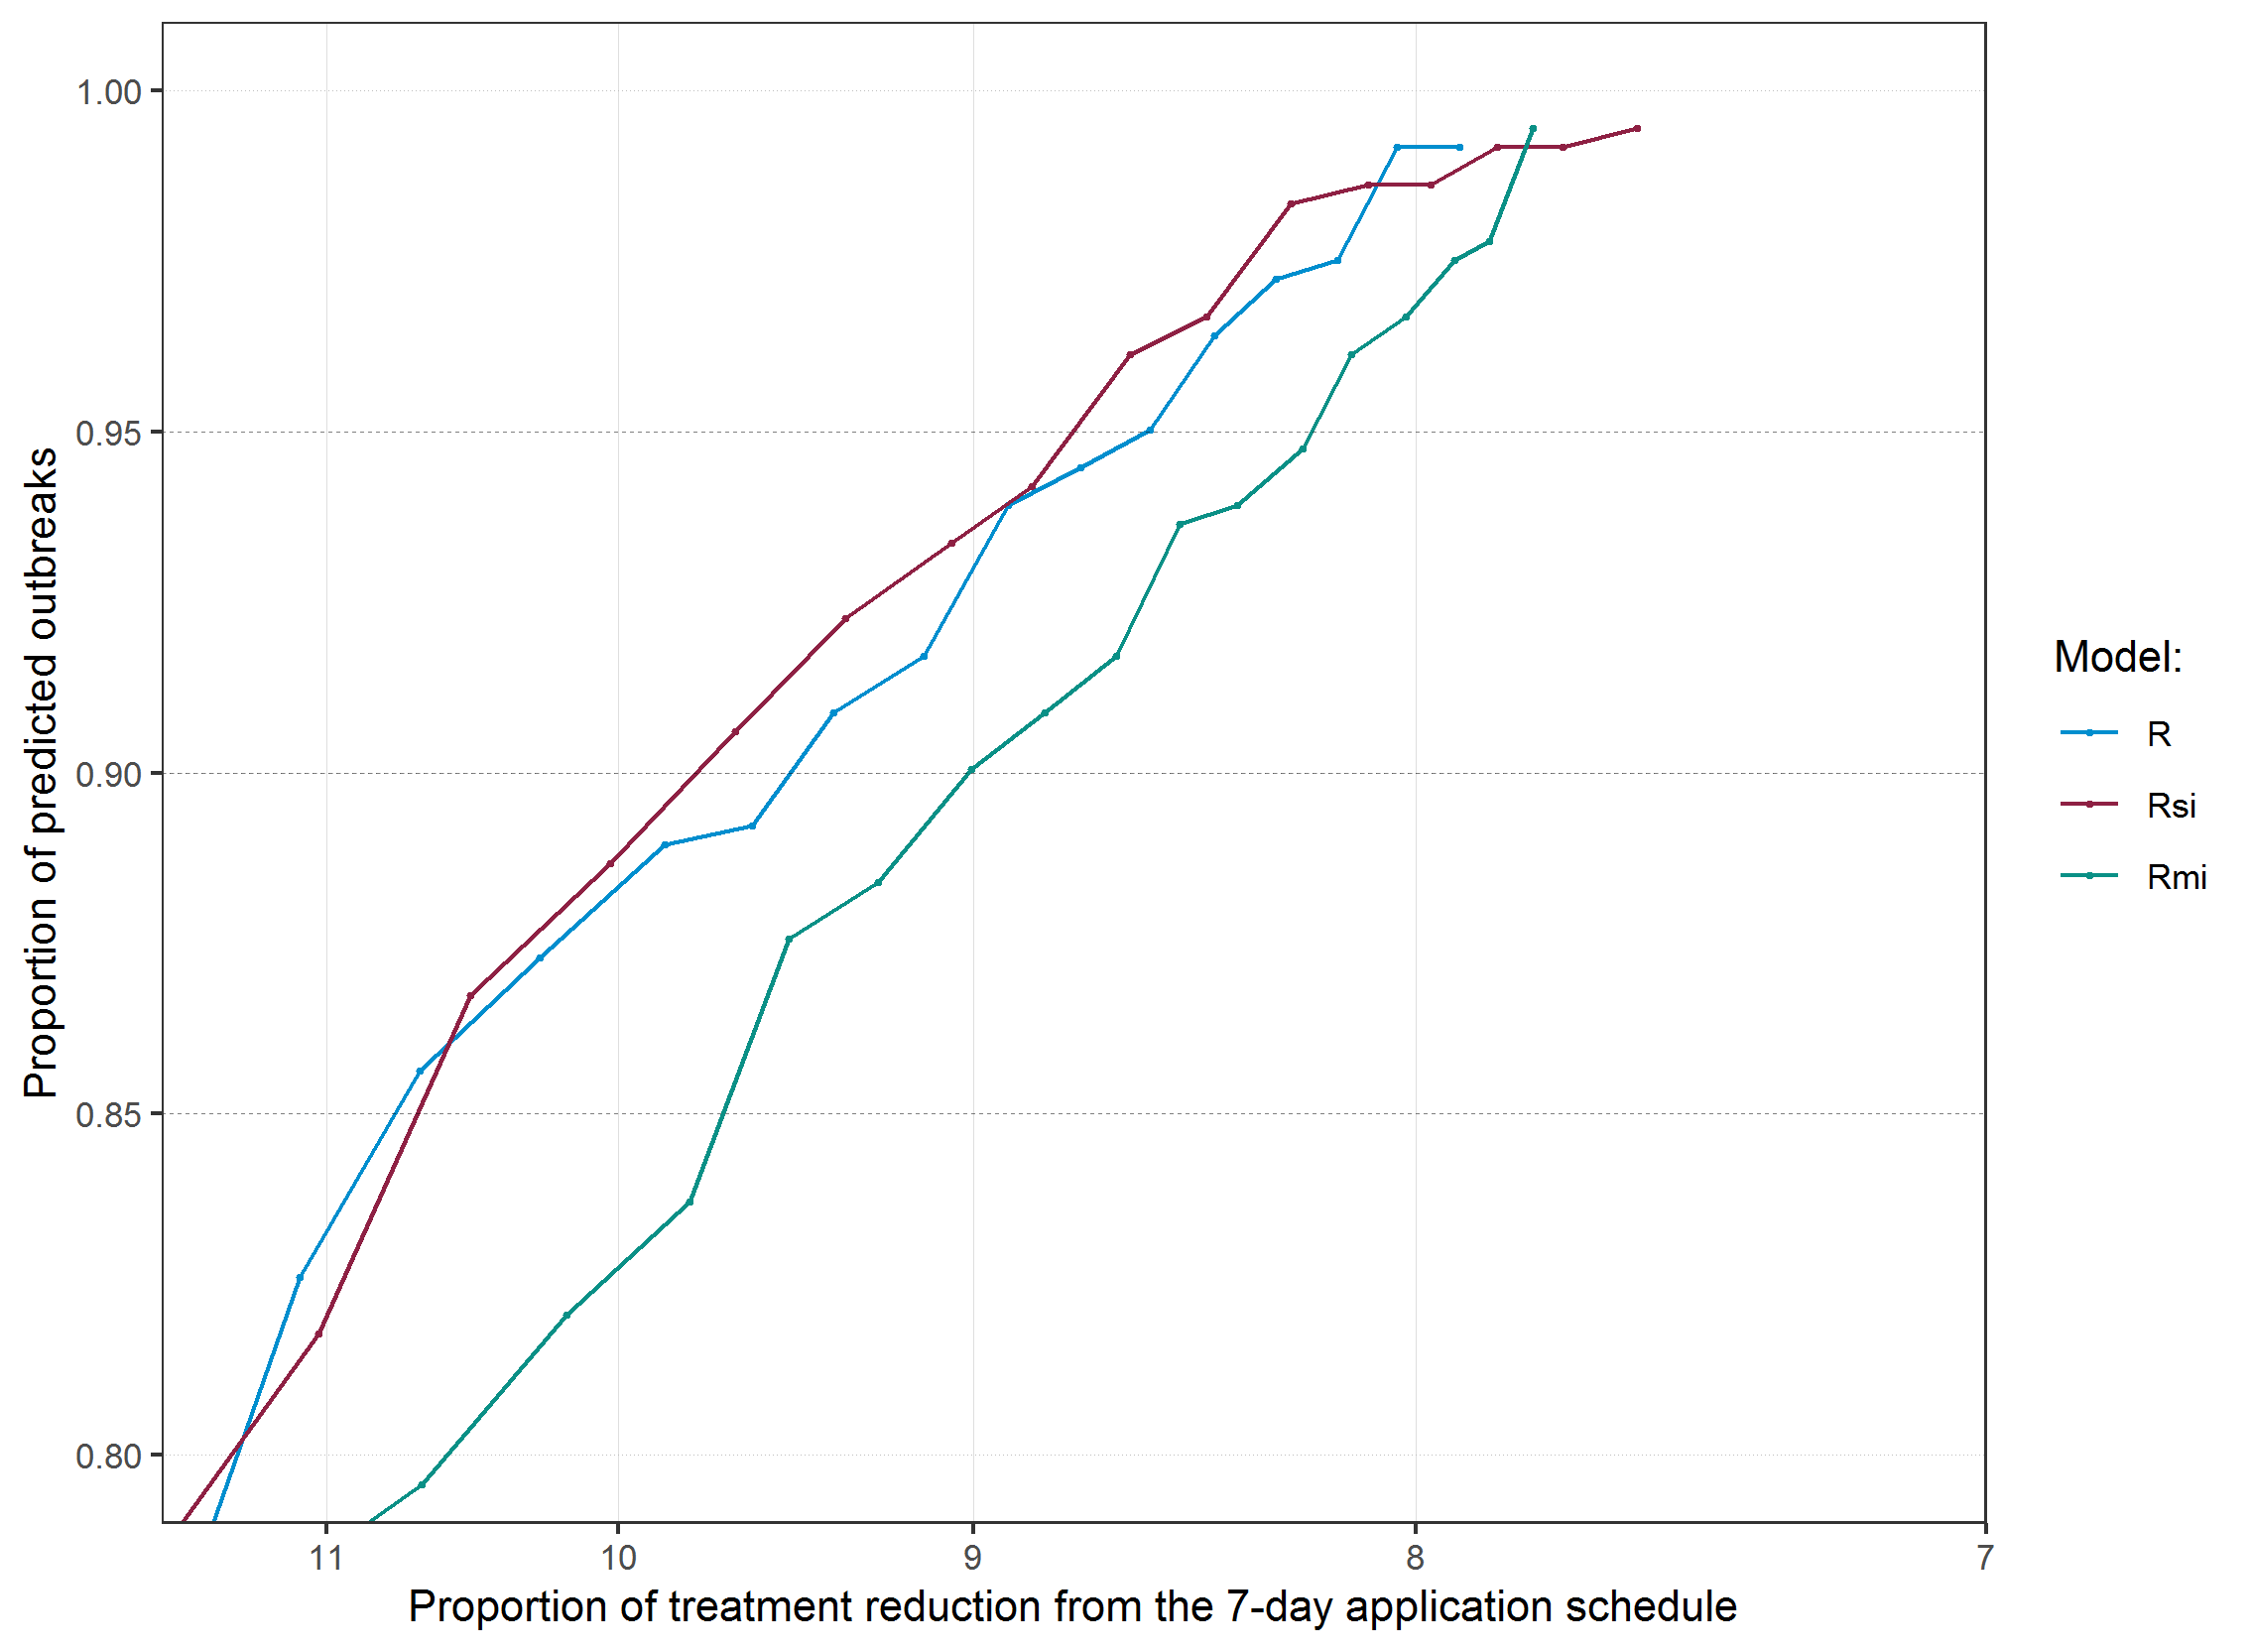 Proportion of predicted outbreaks
1.00
0.95
0.90
0.85
0.80
11 10 9 8 7
Proportion of treatment reduction from the 7-day application schedule
Model:
R
Rsi
Rmi